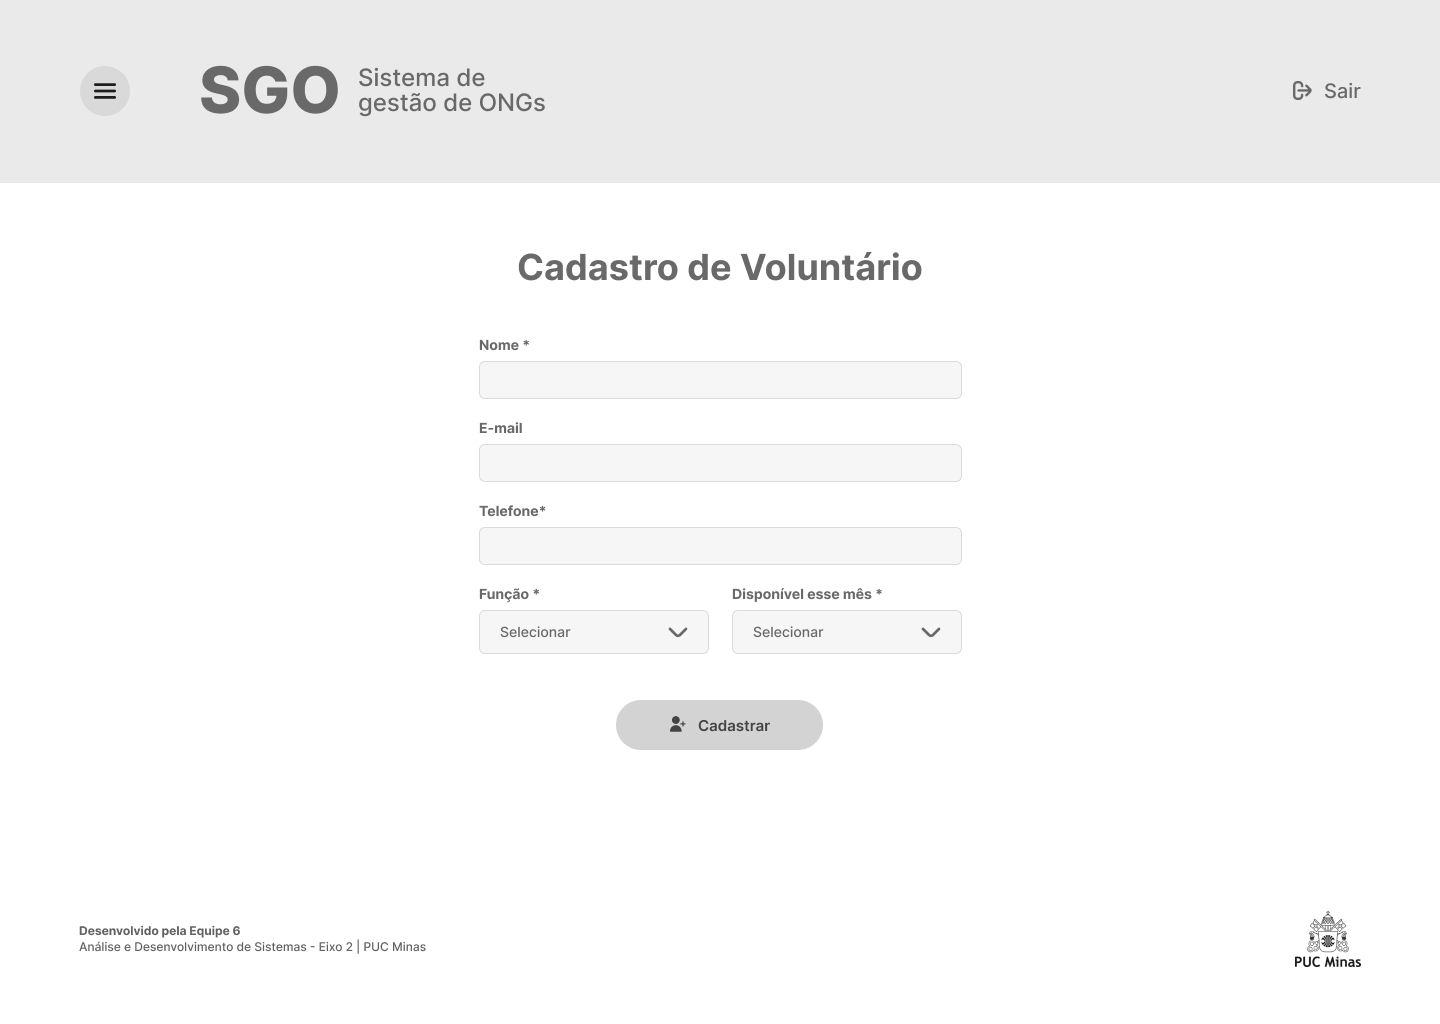 SGO
Sistema de
gestão de ONGs
Sair
Cadastro de Voluntário
Nome *
E-mail
Telefone*
Função *
Disponível esse mês *
Selecionar
Selecionar
Cadastrar
Desenvolvido pela Equipe 6
Análise e Desenvolvimento de Sistemas - Eixo 2 | PUC Minas
PUC Minas